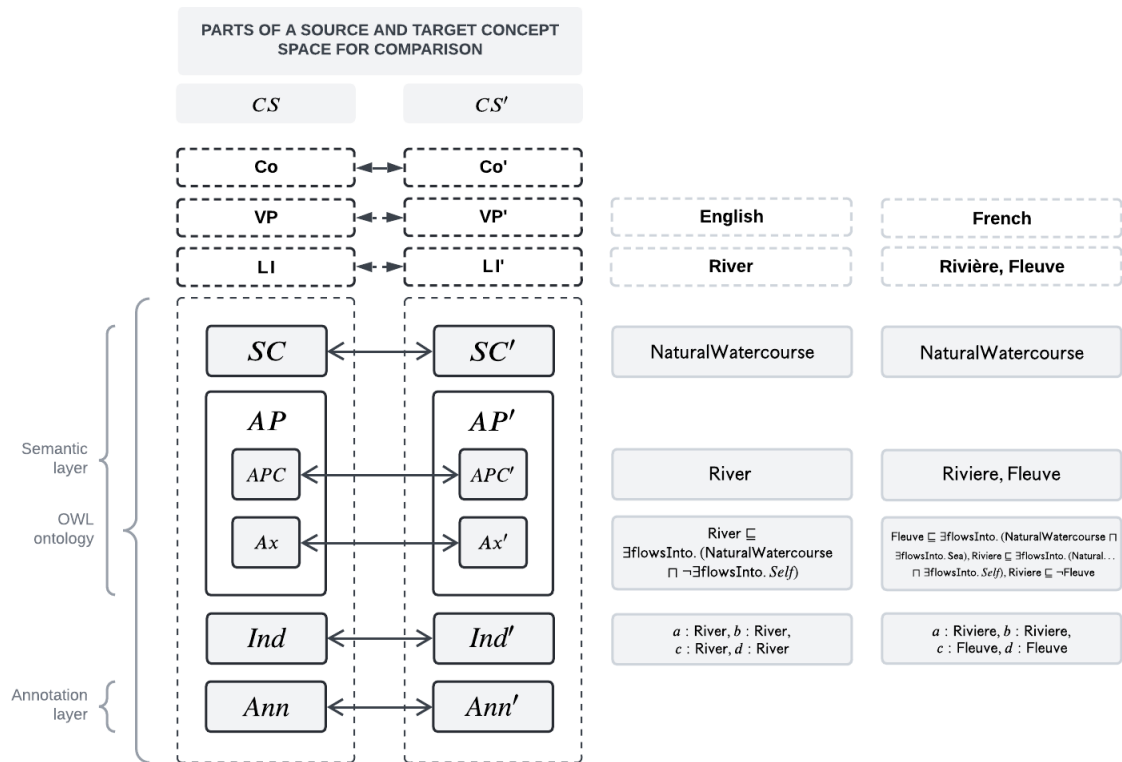 PARTS OF A SOURCE AND TARGET CONCEPT
SPACE FOR COMPARISON
CS CS′
Co Co'
VP VP' English French
LI LI' River Rivière, Fleuve
SC SC′ NaturalWatercourse NaturalWatercourse
AP AP′
Semantic
layer
APC APC′ River Riviere, Fleuve
OWL
ontology
Ax Ax′
River ⊑
∃flowsInto. (NaturalWatercourse
⊓ ¬∃flowsInto. Self)
Fleuve ⊑ ∃flowsInto. (NaturalWatercourse ⊓
∃flowsInto. Sea), Riviere ⊑ ∃flowsInto. (Natural...
⊓ ∃flowsInto. Self), Riviere ⊑ ¬Fleuve
Ind Ind′
a : River, b : River,
c : River, d : River
a : Riviere, b : Riviere,
c : Fleuve, d : Fleuve
Annotation
layer
Ann Ann′